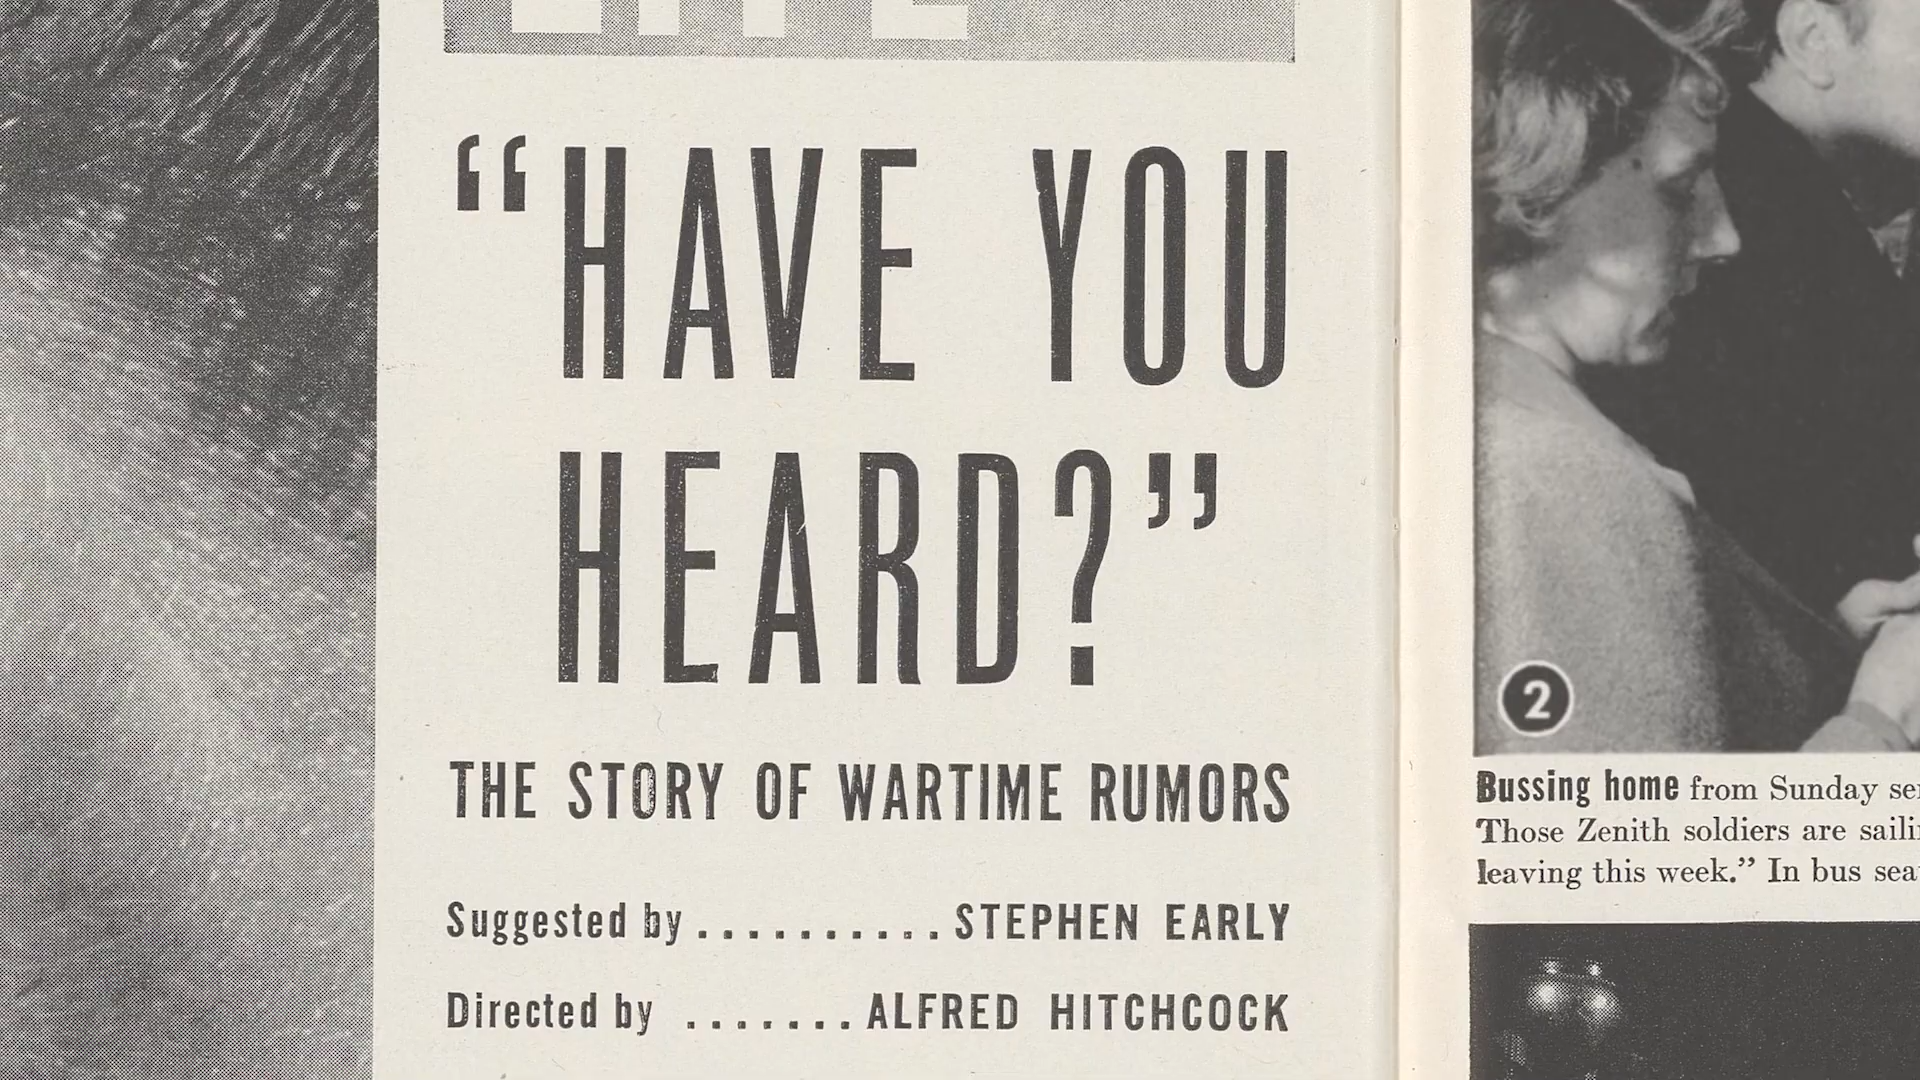 “HAVE YOU
HEARD?”
THE STORY OF WARTIME RUMORS
Suggested by .......... STEPHEN EARLY
Directed by ....... ALFRED HITCHCOCK
2
Bussing home from Sunday
Those Zenith soldiers are
leaving this week.” In bus